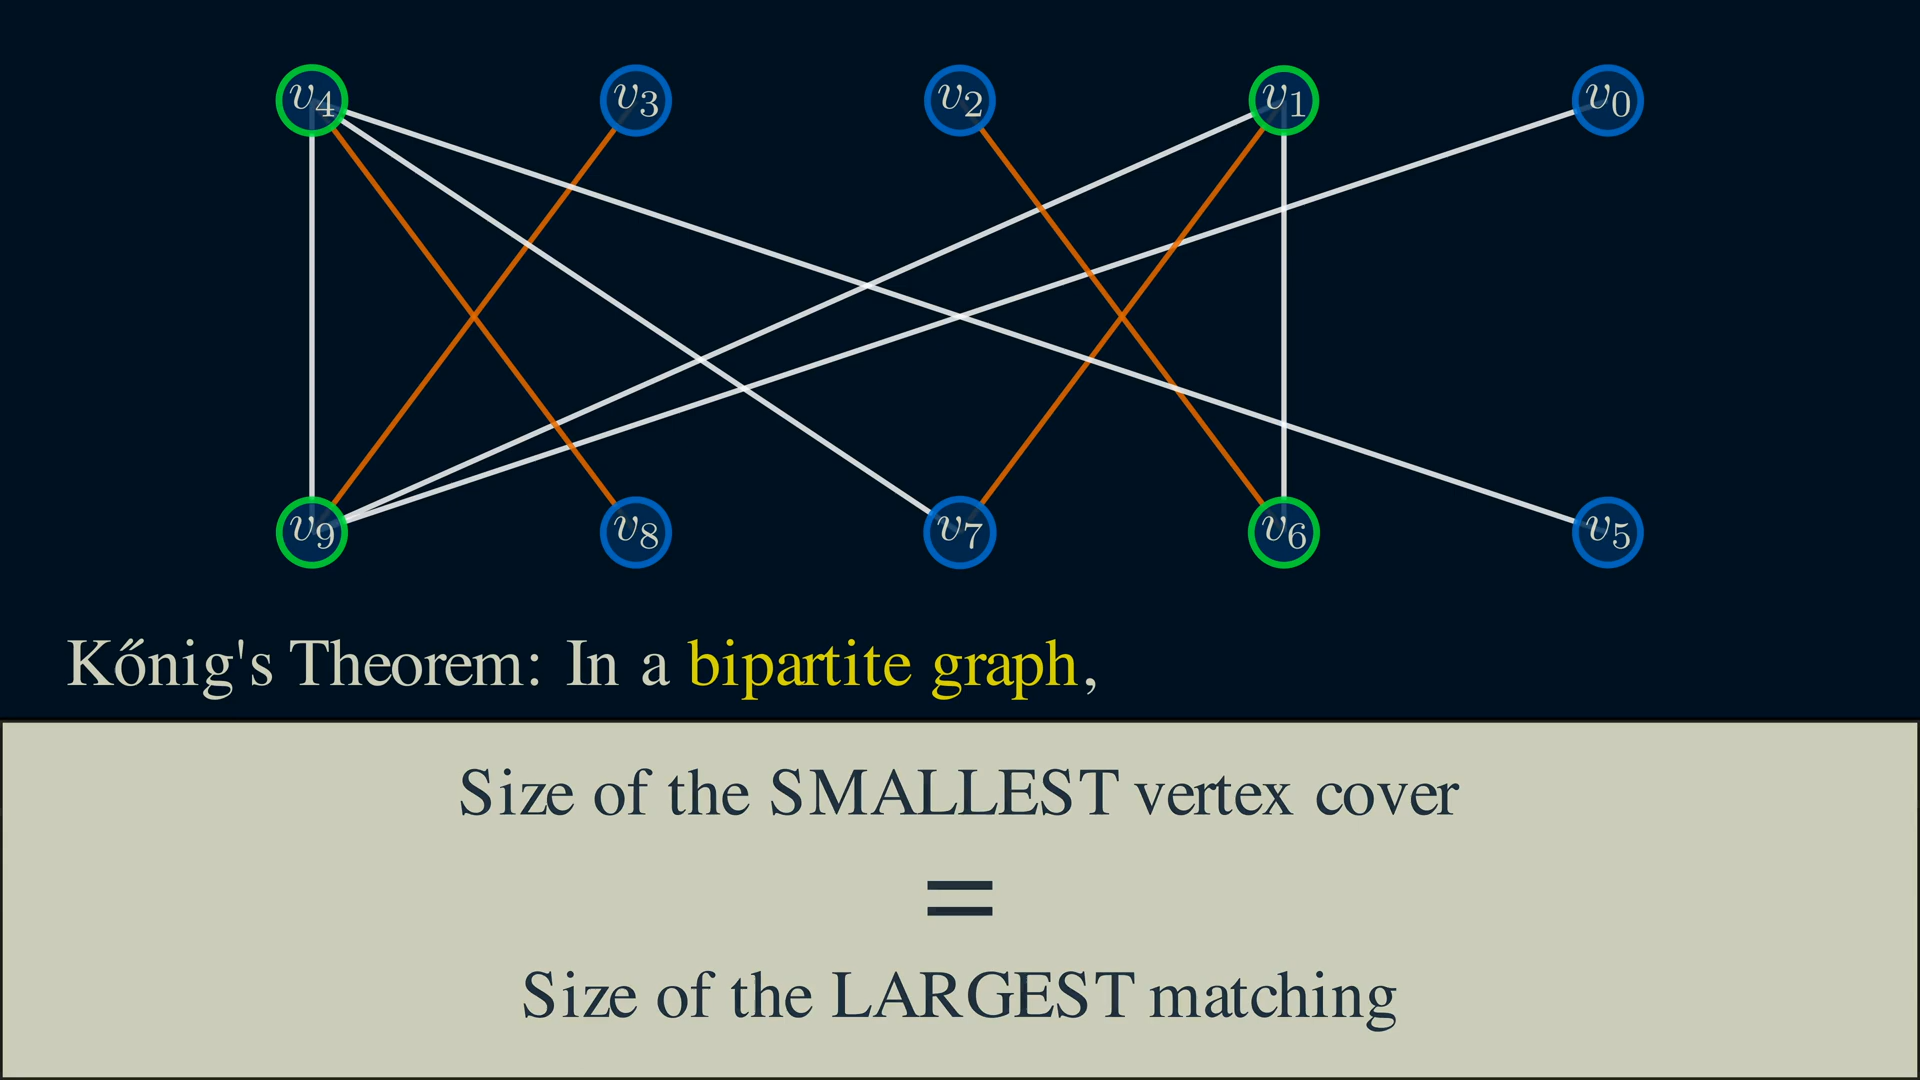 v4 v3 v2 v1 v0
v9 v8 v7 v6 v5
Kőnig's Theorem: In a bipartite graph,
Size of the SMALLEST vertex cover
=
Size of the LARGEST matching